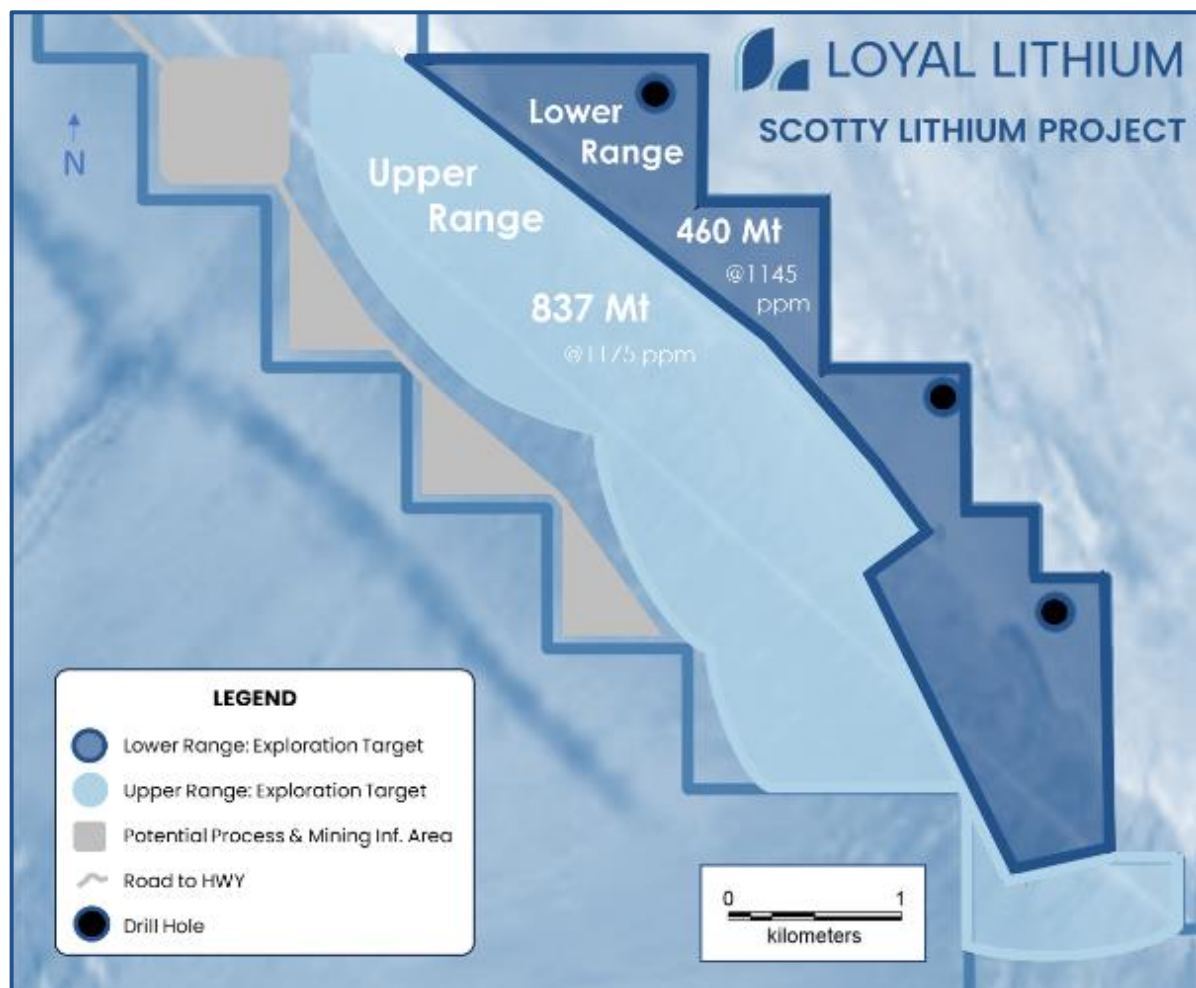 LOYAL LITHIUM
SCOTTY LITHIUM PROJECT
N
Lower
Range
Upper
Range
460 Mt
@1145
ppm
837 Mt
@1175 ppm
LEGEND
Lower Range: Exploration Target
Upper Range: Exploration Target
Potential Process & Mining Inf. Area
Road to HWY
Drill Hole
0 1
kilometers